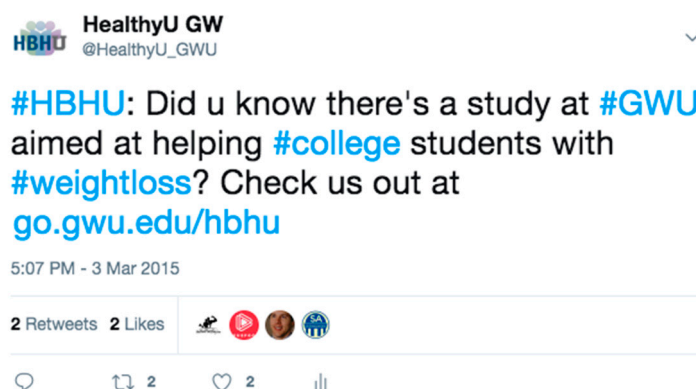 HBHU
HealthyU GW
@HealthyU_GWU
#HBHU: Did u know there's a study at #GWU
aimed at helping #college students with
#weightloss? Check us out at
go.gwu.edu/hbhu
5:07 PM - 3 Mar 2015
2 Retweets 2 Likes
SA
2 2